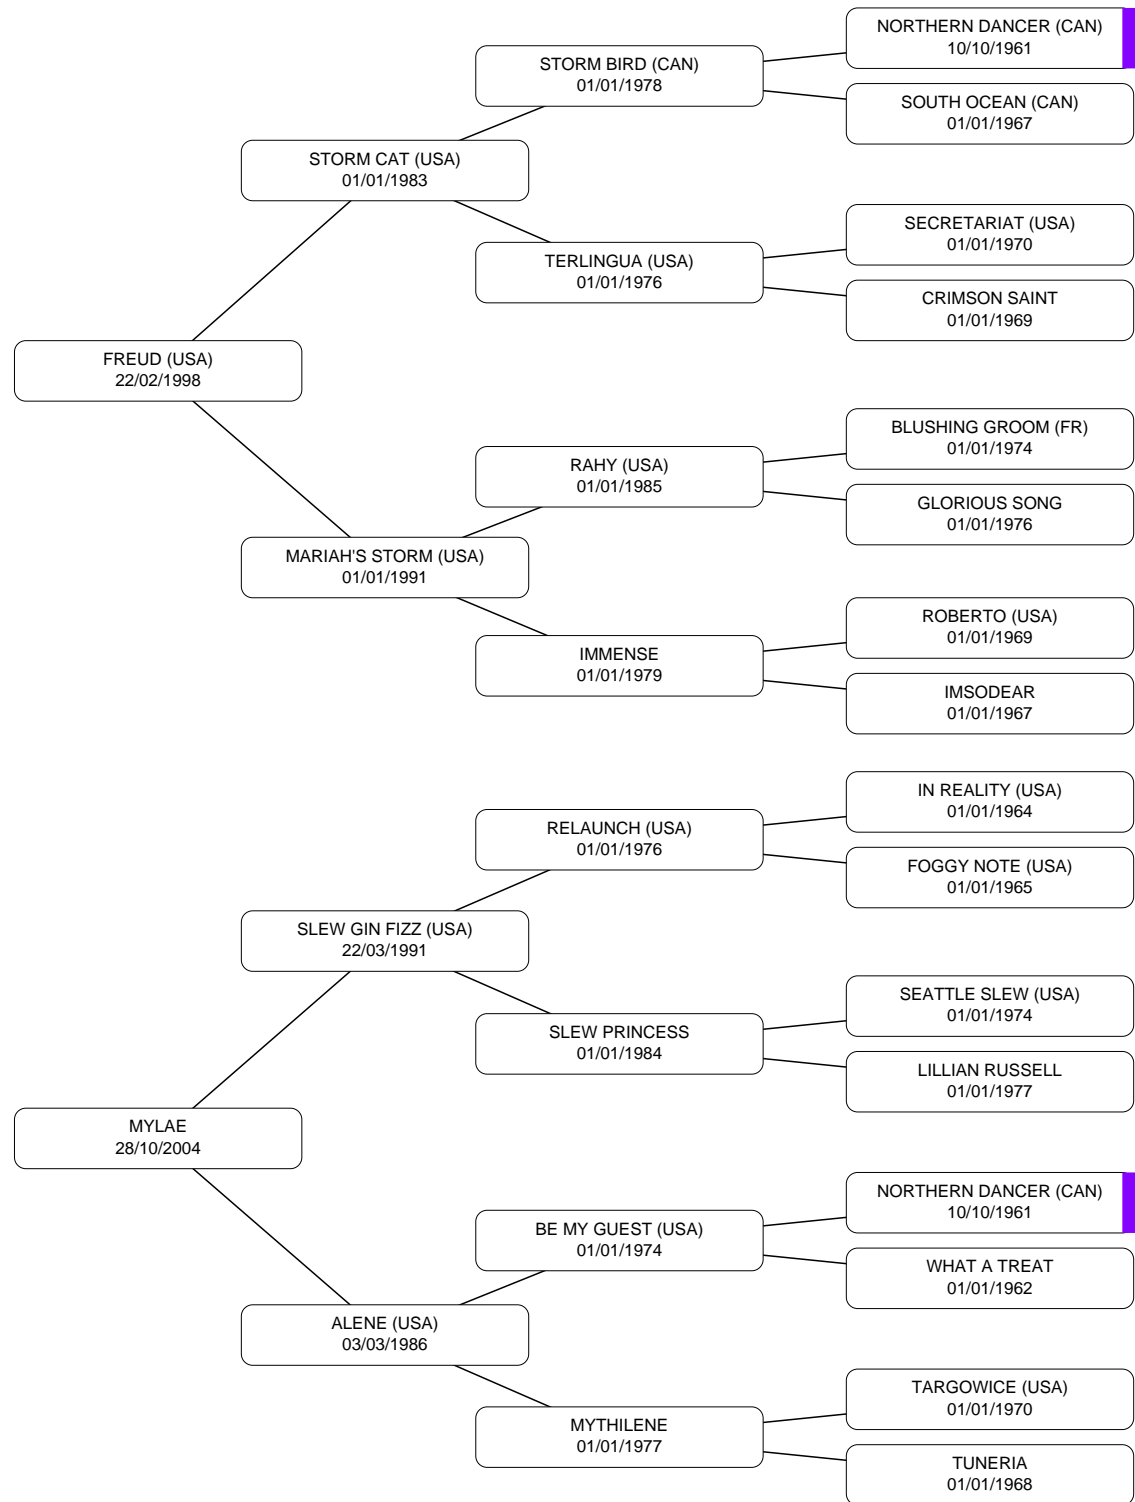 NORTHERN DANCER (CAN)
10/10/1961
STORM BIRD (CAN)
01/01/1978
SOUTH OCEAN (CAN)
01/01/1967
STORM CAT (USA)
01/01/1983
SECRETARIAT (USA)
01/01/1970
TERLINGUA (USA)
01/01/1976
CRIMSON SAINT
01/01/1969
FREUD (USA)
22/02/1998
BLUSHING GROOM (FR)
01/01/1974
RAHY (USA)
01/01/1985
GLORIOUS SONG
01/01/1976
MARIAH'S STORM (USA)
01/01/1991
ROBERTO (USA)
01/01/1969
IMMENSE
01/01/1979
IMSODEAR
01/01/1967
IN REALITY (USA)
01/01/1964
RELAUNCH (USA)
01/01/1976
FOGGY NOTE (USA)
01/01/1965
SLEW GIN FIZZ (USA)
22/03/1991
SEATTLE SLEW (USA)
01/01/1974
SLEW PRINCESS
01/01/1984
LILLIAN RUSSELL
01/01/1977
MYLAE
28/10/2004
NORTHERN DANCER (CAN)
10/10/1961
BE MY GUEST (USA)
01/01/1974
WHAT A TREAT
01/01/1962
ALENE (USA)
03/03/1986
TARGOWICE (USA)
01/01/1970
MYTHILENE
01/01/1977
TUNERIA
01/01/1968